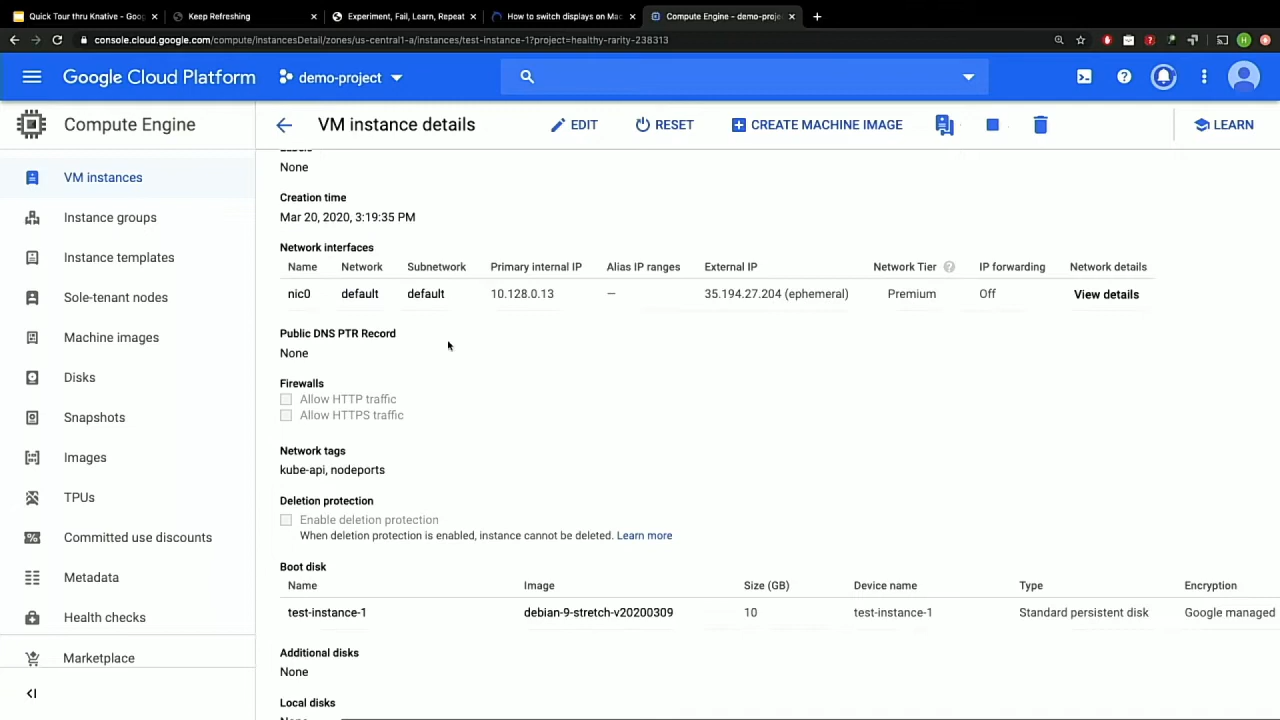 Quick Tour thru Knative - Goo
Keep Refreshing
Experiment, Fail, Learn, Repeat
How to switch displays on Mac
Compute Engine - demo-proje
console.cloud.google.com/compute/instancesDetail/zones/us-central1-a/instances/test-instance-1?project=healthy-rarity-238313
Google Cloud Platform
demo-project
Compute Engine
VM instance details
EDIT
RESET
CREATE MACHINE IMAGE
LEARN
VM instances
Instance groups
Instance templates
Sole-tenant nodes
Machine images
Disks
Snapshots
Images
TPUs
Committed use discounts
Metadata
Health checks
Marketplace
Labels
None
Creation time
Mar 20, 2020, 3:19:35 PM
Network interfaces
Name Network Subnetwork Primary internal IP Alias IP ranges External IP Network Tier IP forwarding Network details
nic0 default default 10.128.0.13 — 35.194.27.204 (ephemeral) Premium Off View details
Public DNS PTR Record
None
Firewalls
Allow HTTP traffic
Allow HTTPS traffic
Network tags
kube-api, nodeports
Deletion protection
Enable deletion protection
When deletion protection is enabled, instance cannot be deleted. Learn more
Boot disk
Name Image Size (GB) Device name Type Encryption
test-instance-1 debian-9-stretch-v20200309 10 test-instance-1 Standard persistent disk Google managed
Additional disks
None
Local disks